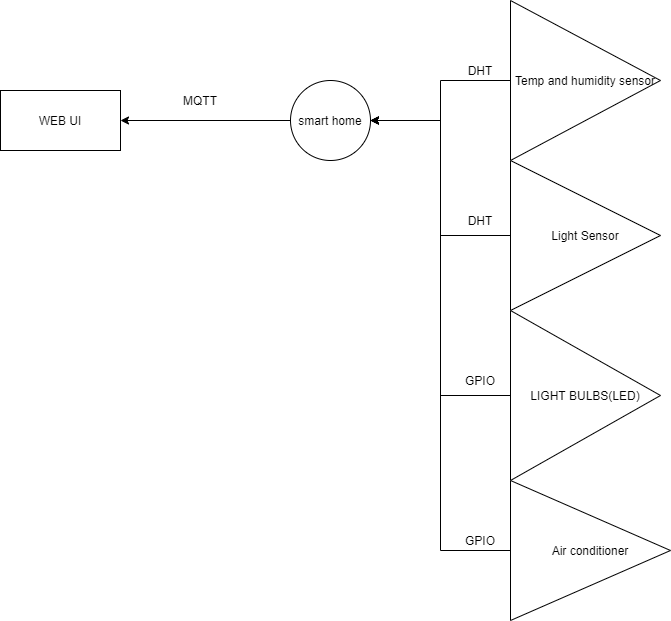 DHT
Temp and humidity sensor
MQTT
WEB UI
smart home
DHT
Light Sensor
GPIO
LIGHT BULBS(LED)
GPIO
Air conditioner